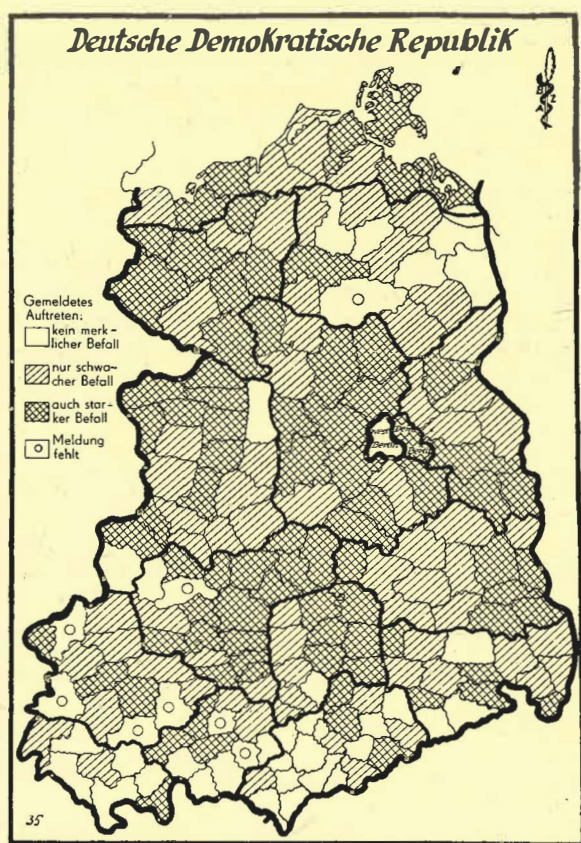 Deutsche Demokratische Republik
Gemeldetes
Auftreten:
kein merk-
licher Befall
nur schwa-
cher Befall
auch star-
ker Befall
Meldung
fehlt
Berlin
35